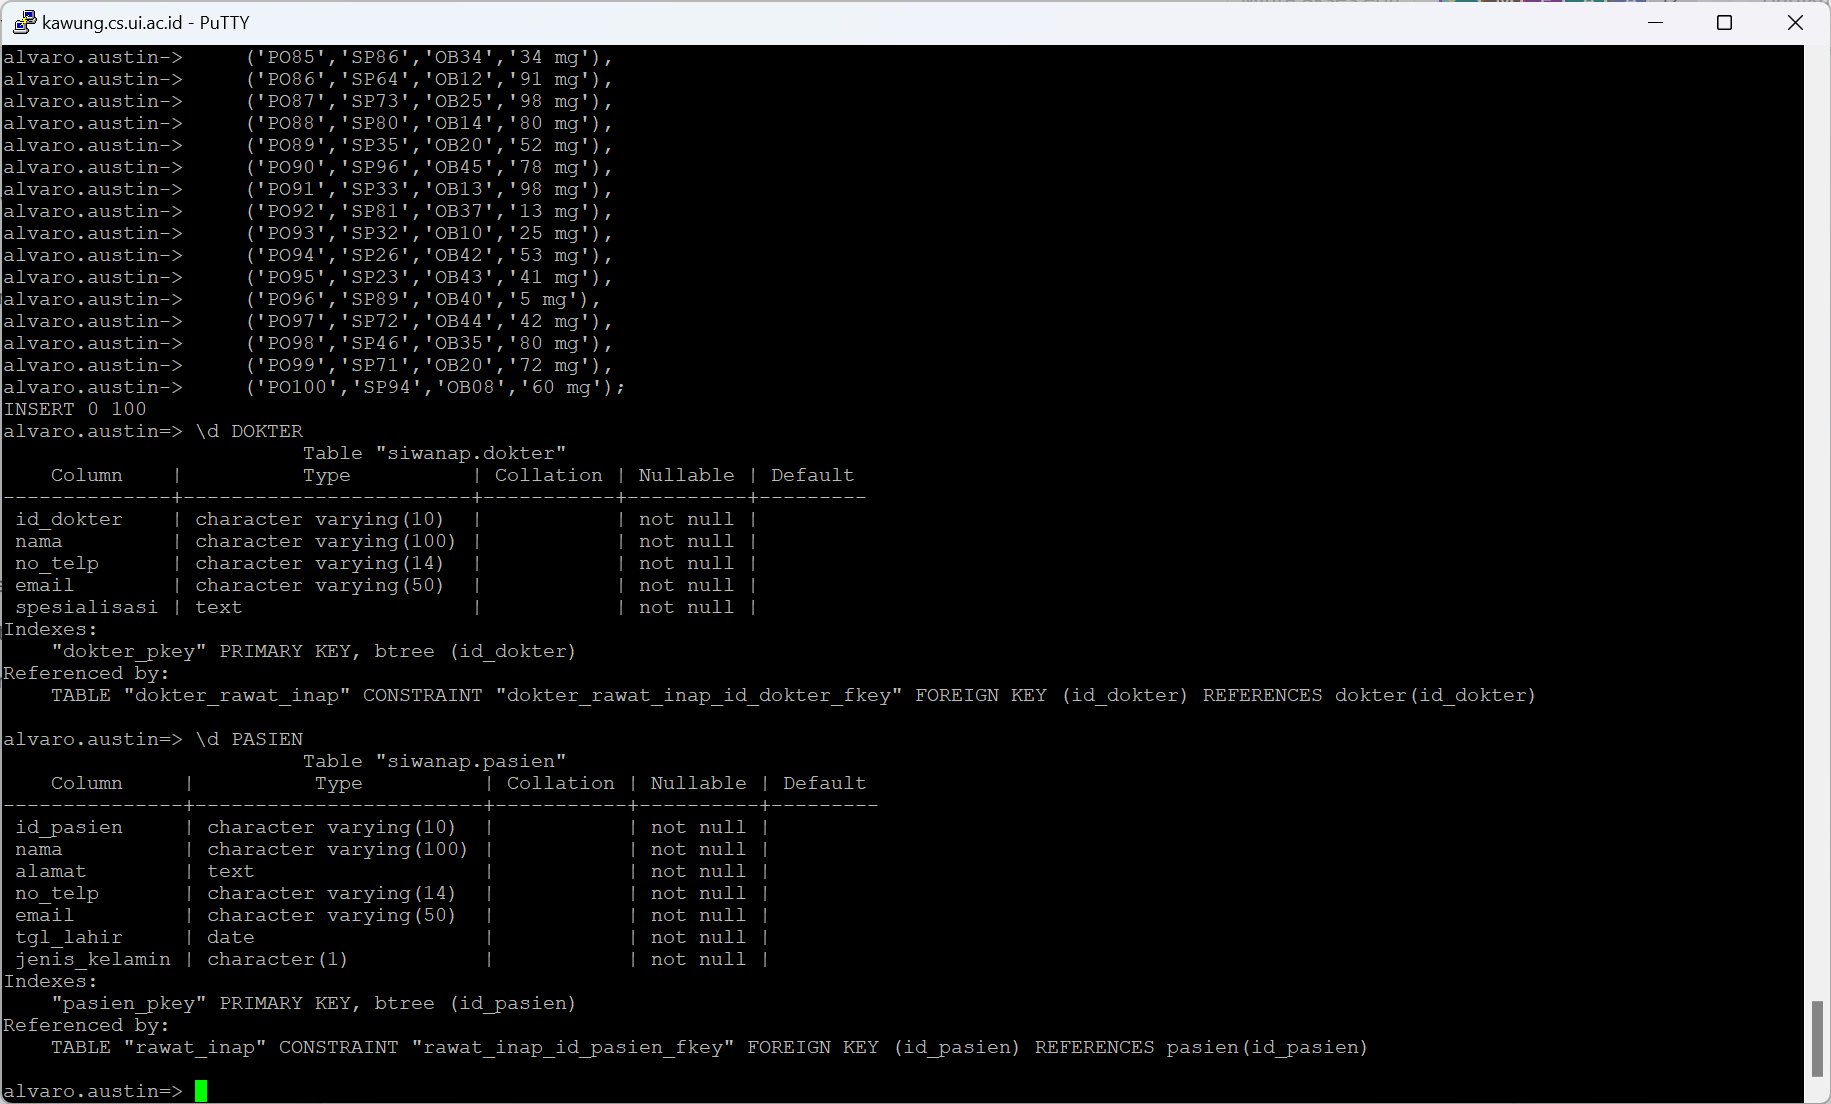 kawung.cs.ui.ac.id - PuTTY
alvaro.austin->     ('PO85','SP86','OB34','34 mg'),
alvaro.austin->     ('PO86','SP64','OB12','91 mg'),
alvaro.austin->     ('PO87','SP73','OB25','98 mg'),
alvaro.austin->     ('PO88','SP80','OB14','80 mg'),
alvaro.austin->     ('PO89','SP35','OB20','52 mg'),
alvaro.austin->     ('PO90','SP96','OB45','78 mg'),
alvaro.austin->     ('PO91','SP33','OB13','98 mg'),
alvaro.austin->     ('PO92','SP81','OB37','13 mg'),
alvaro.austin->     ('PO93','SP32','OB10','25 mg'),
alvaro.austin->     ('PO94','SP26','OB42','53 mg'),
alvaro.austin->     ('PO95','SP23','OB43','41 mg'),
alvaro.austin->     ('PO96','SP89','OB40','5 mg'),
alvaro.austin->     ('PO97','SP72','OB44','42 mg'),
alvaro.austin->     ('PO98','SP46','OB35','80 mg'),
alvaro.austin->     ('PO99','SP71','OB20','72 mg'),
alvaro.austin->     ('PO100','SP94','OB08','60 mg');
INSERT 0 100
alvaro.austin=> \d DOKTER
                         Table "siwanap.dokter"
    Column    |          Type          | Collation | Nullable | Default
--------------+------------------------+-----------+----------+---------
 id_dokter    | character varying(10)  |           | not null |
 nama         | character varying(100) |           | not null |
 no_telp      | character varying(14)  |           | not null |
 email        | character varying(50)  |           | not null |
 spesialisasi | text                   |           | not null |
Indexes:
    "dokter_pkey" PRIMARY KEY, btree (id_dokter)
Referenced by:
    TABLE "dokter_rawat_inap" CONSTRAINT "dokter_rawat_inap_id_dokter_fkey" FOREIGN KEY (id_dokter) REFERENCES dokter(id_dokter)
alvaro.austin=> \d PASIEN
                         Table "siwanap.pasien"
    Column     |          Type          | Collation | Nullable | Default
---------------+------------------------+-----------+----------+---------
 id_pasien     | character varying(10)  |           | not null |
 nama          | character varying(100) |           | not null |
 alamat        | text                   |           | not null |
 no_telp       | character varying(14)  |           | not null |
 email         | character varying(50)  |           | not null |
 tgl_lahir     | date                   |           | not null |
 jenis_kelamin | character(1)           |           | not null |
Indexes:
    "pasien_pkey" PRIMARY KEY, btree (id_pasien)
Referenced by:
    TABLE "rawat_inap" CONSTRAINT "rawat_inap_id_pasien_fkey" FOREIGN KEY (id_pasien) REFERENCES pasien(id_pasien)
alvaro.austin=>